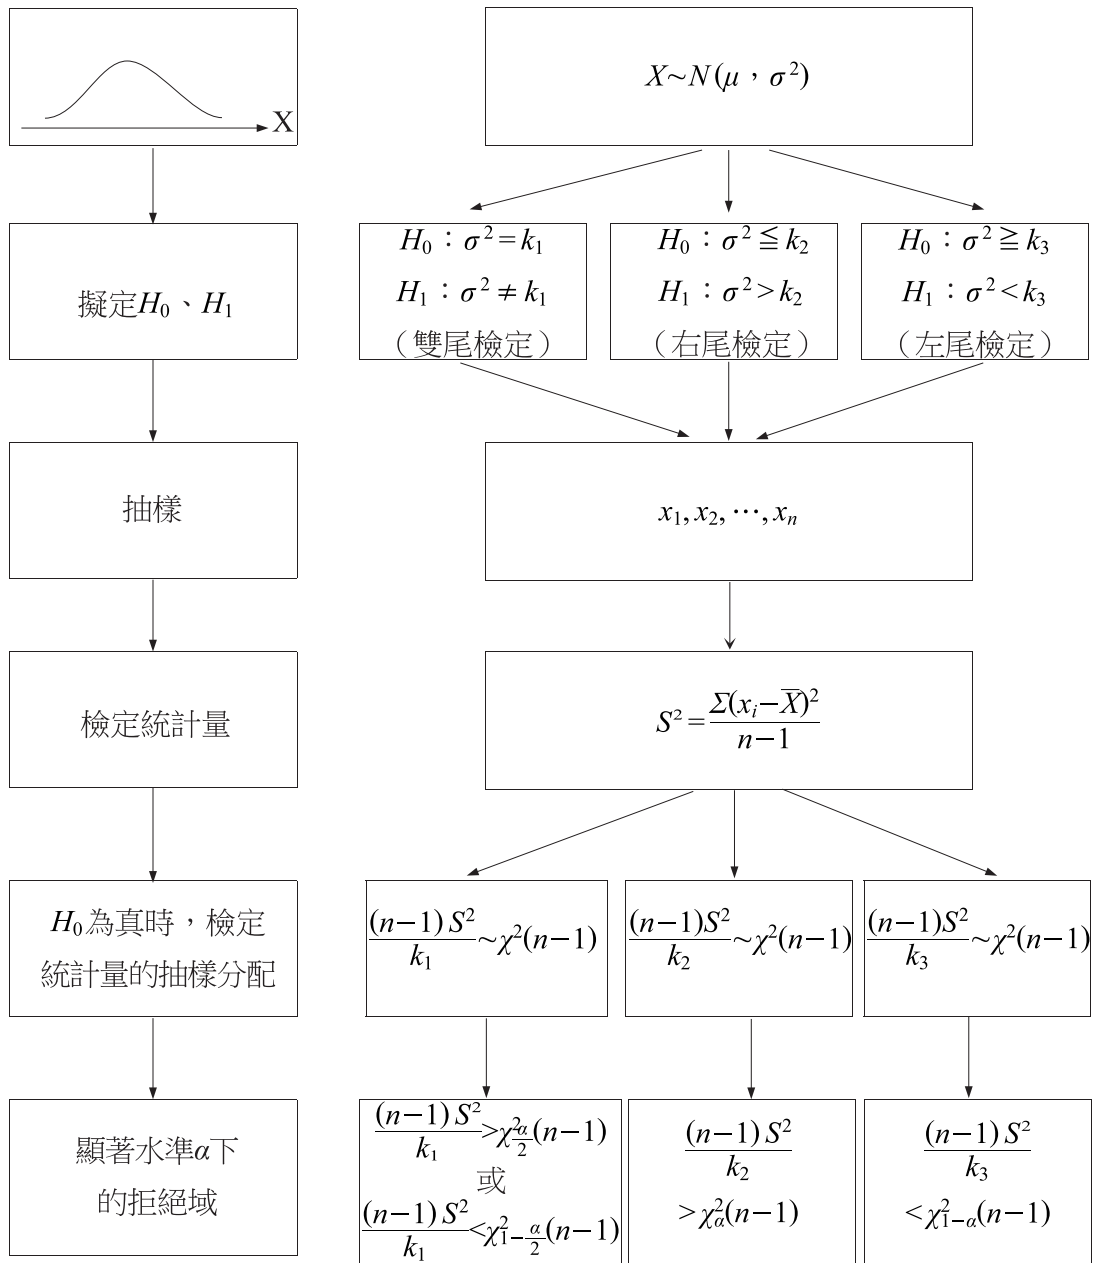 X
X~N(μ，σ²)
擬定H₀、H₁
H₀：σ²=k₁
H₁：σ²≠k₁
（雙尾檢定）
H₀：σ²≦k₂
H₁：σ²>k₂
（右尾檢定）
H₀：σ²≧k₃
H₁：σ²<k₃
（左尾檢定）
抽樣
x₁, x₂, ⋯, xₙ
檢定統計量
S²=Σ(xᵢ−X̄)²/(n−1)
H₀為真時，檢定
統計量的抽樣分配
(n−1)S²/k₁~χ²(n−1)
(n−1)S²/k₂~χ²(n−1)
(n−1)S²/k₃~χ²(n−1)
顯著水準α下
的拒絕域
(n−1)S²/k₁>χ²_{α/2}(n−1)
或
(n−1)S²/k₁<χ²_{1−α/2}(n−1)
(n−1)S²/k₂
>χ²_α(n−1)
(n−1)S²/k₃
<χ²_{1−α}(n−1)